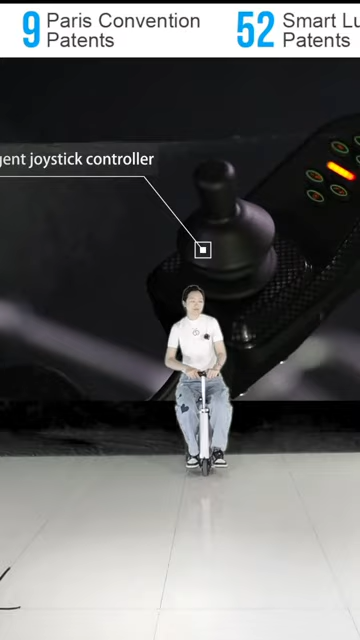 9 Paris Convention
Patents
52 Smart Lu
Patents
gent joystick controller